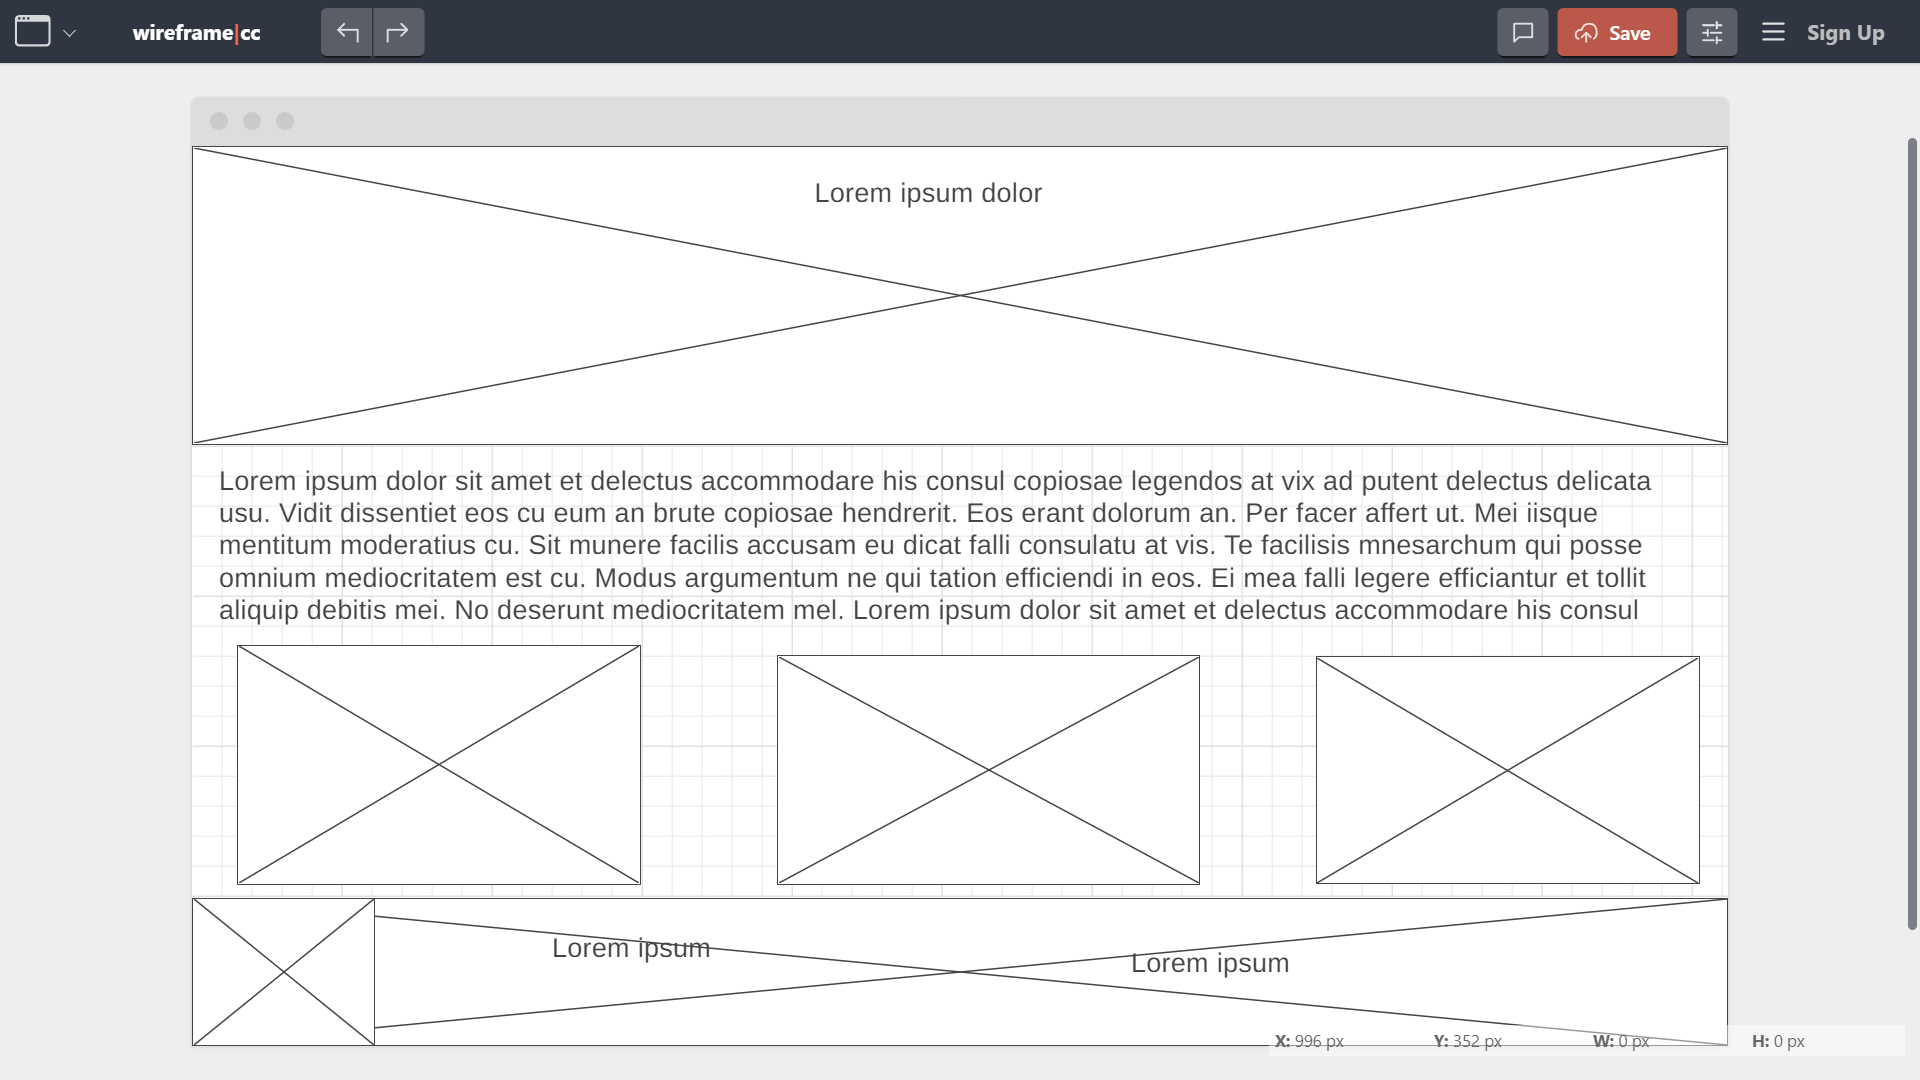 wireframe|cc
Save
Sign Up
Lorem ipsum dolor
Lorem ipsum dolor sit amet et delectus accommodare his consul copiosae legendos at vix ad putent delectus delicata
usu. Vidit dissentiet eos cu eum an brute copiosae hendrerit. Eos erant dolorum an. Per facer affert ut. Mei iisque
mentitum moderatius cu. Sit munere facilis accusam eu dicat falli consulatu at vis. Te facilisis mnesarchum qui posse
omnium mediocritatem est cu. Modus argumentum ne qui tation efficiendi in eos. Ei mea falli legere efficiantur et tollit
aliquip debitis mei. No deserunt mediocritatem mel. Lorem ipsum dolor sit amet et delectus accommodare his consul
Lorem ipsum
Lorem ipsum
X: 996 px Y: 352 px W: 0 px H: 0 px